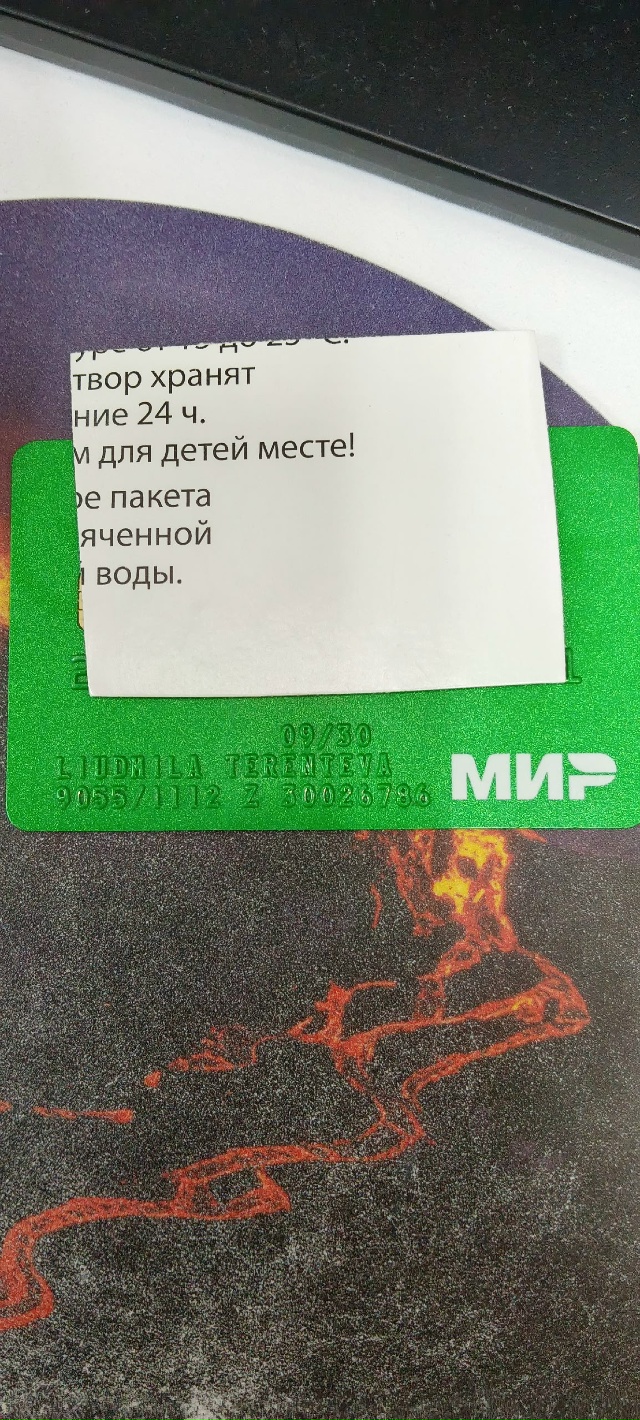 твор хранят
ние 24 ч.
м для детей месте!
ре пакета
яченной
й воды.
09/30
LIUDMILA TERENTEVA
9055/1112 Z 30026786
МИР